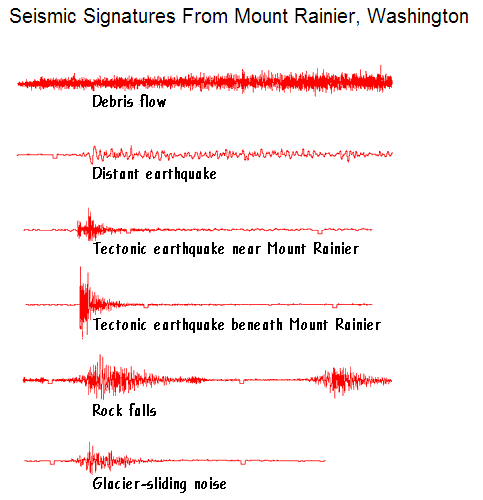 Seismic Signatures From Mount Rainier, Washington
Debris flow
Distant earthquake
Tectonic earthquake near Mount Rainier
Tectonic earthquake beneath Mount Rainier
Rock falls
Glacier-sliding noise